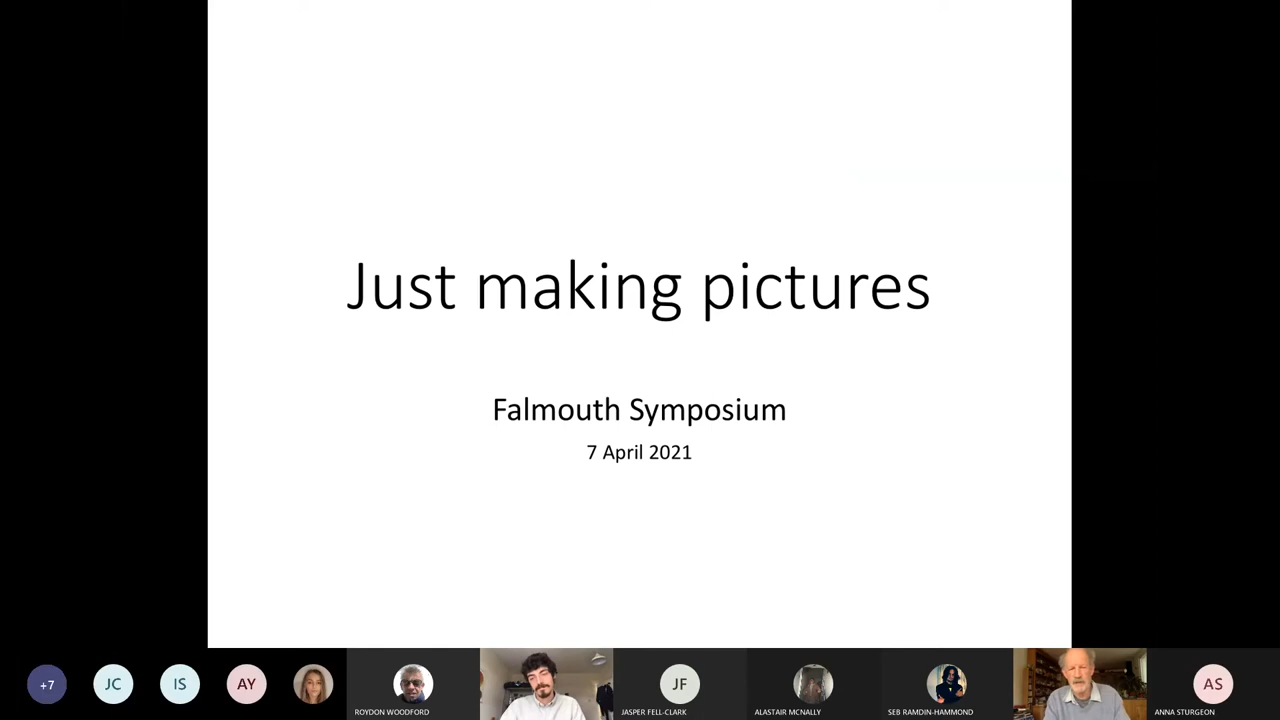 Just making pictures
Falmouth Symposium
7 April 2021
+7
JC
IS
AY
ROYDON WOODFORD
JF
JASPER FELL-CLARK
ALASTAIR MCNALLY
SEB RAMDIN-HAMMOND
AS
ANNA STURGEON